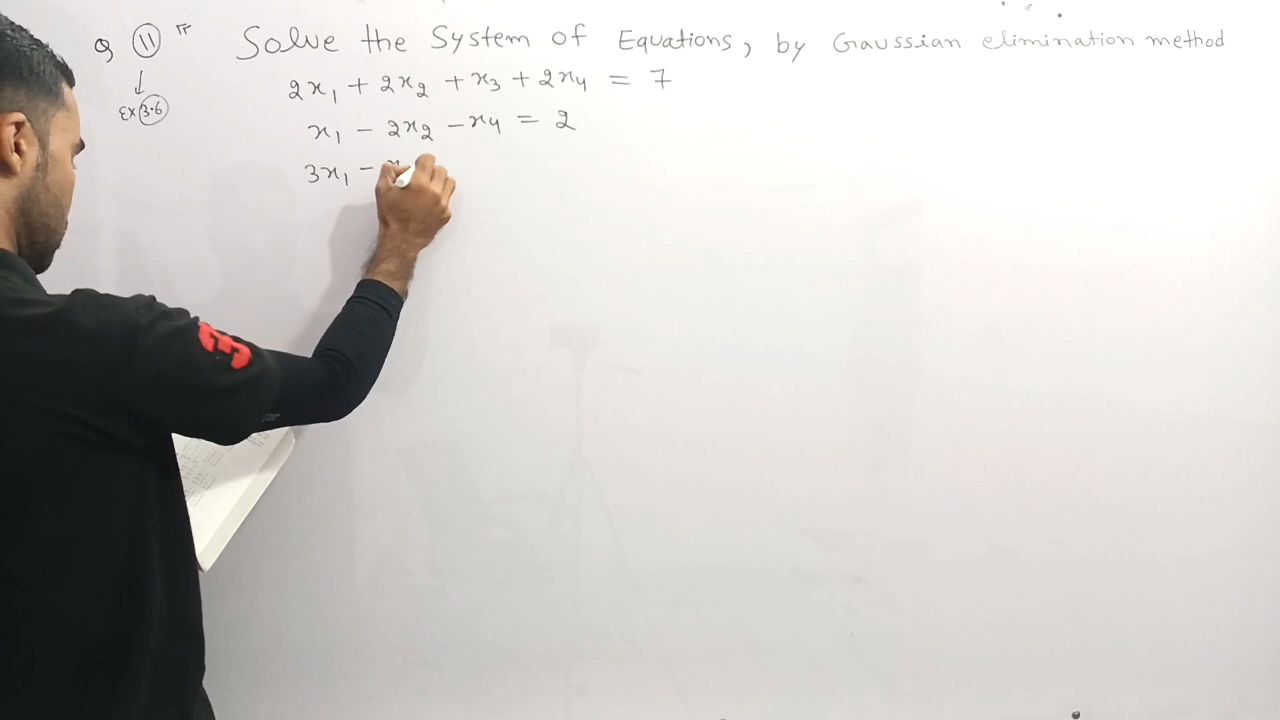 Q 11 Solve the System of Equations, by Gaussian elimination method
Ex 3.6
2x₁ + 2x₂ + x₃ + 2x₄ = 7
x₁ - 2x₂ - x₄ = 2
3x₁ - x
3